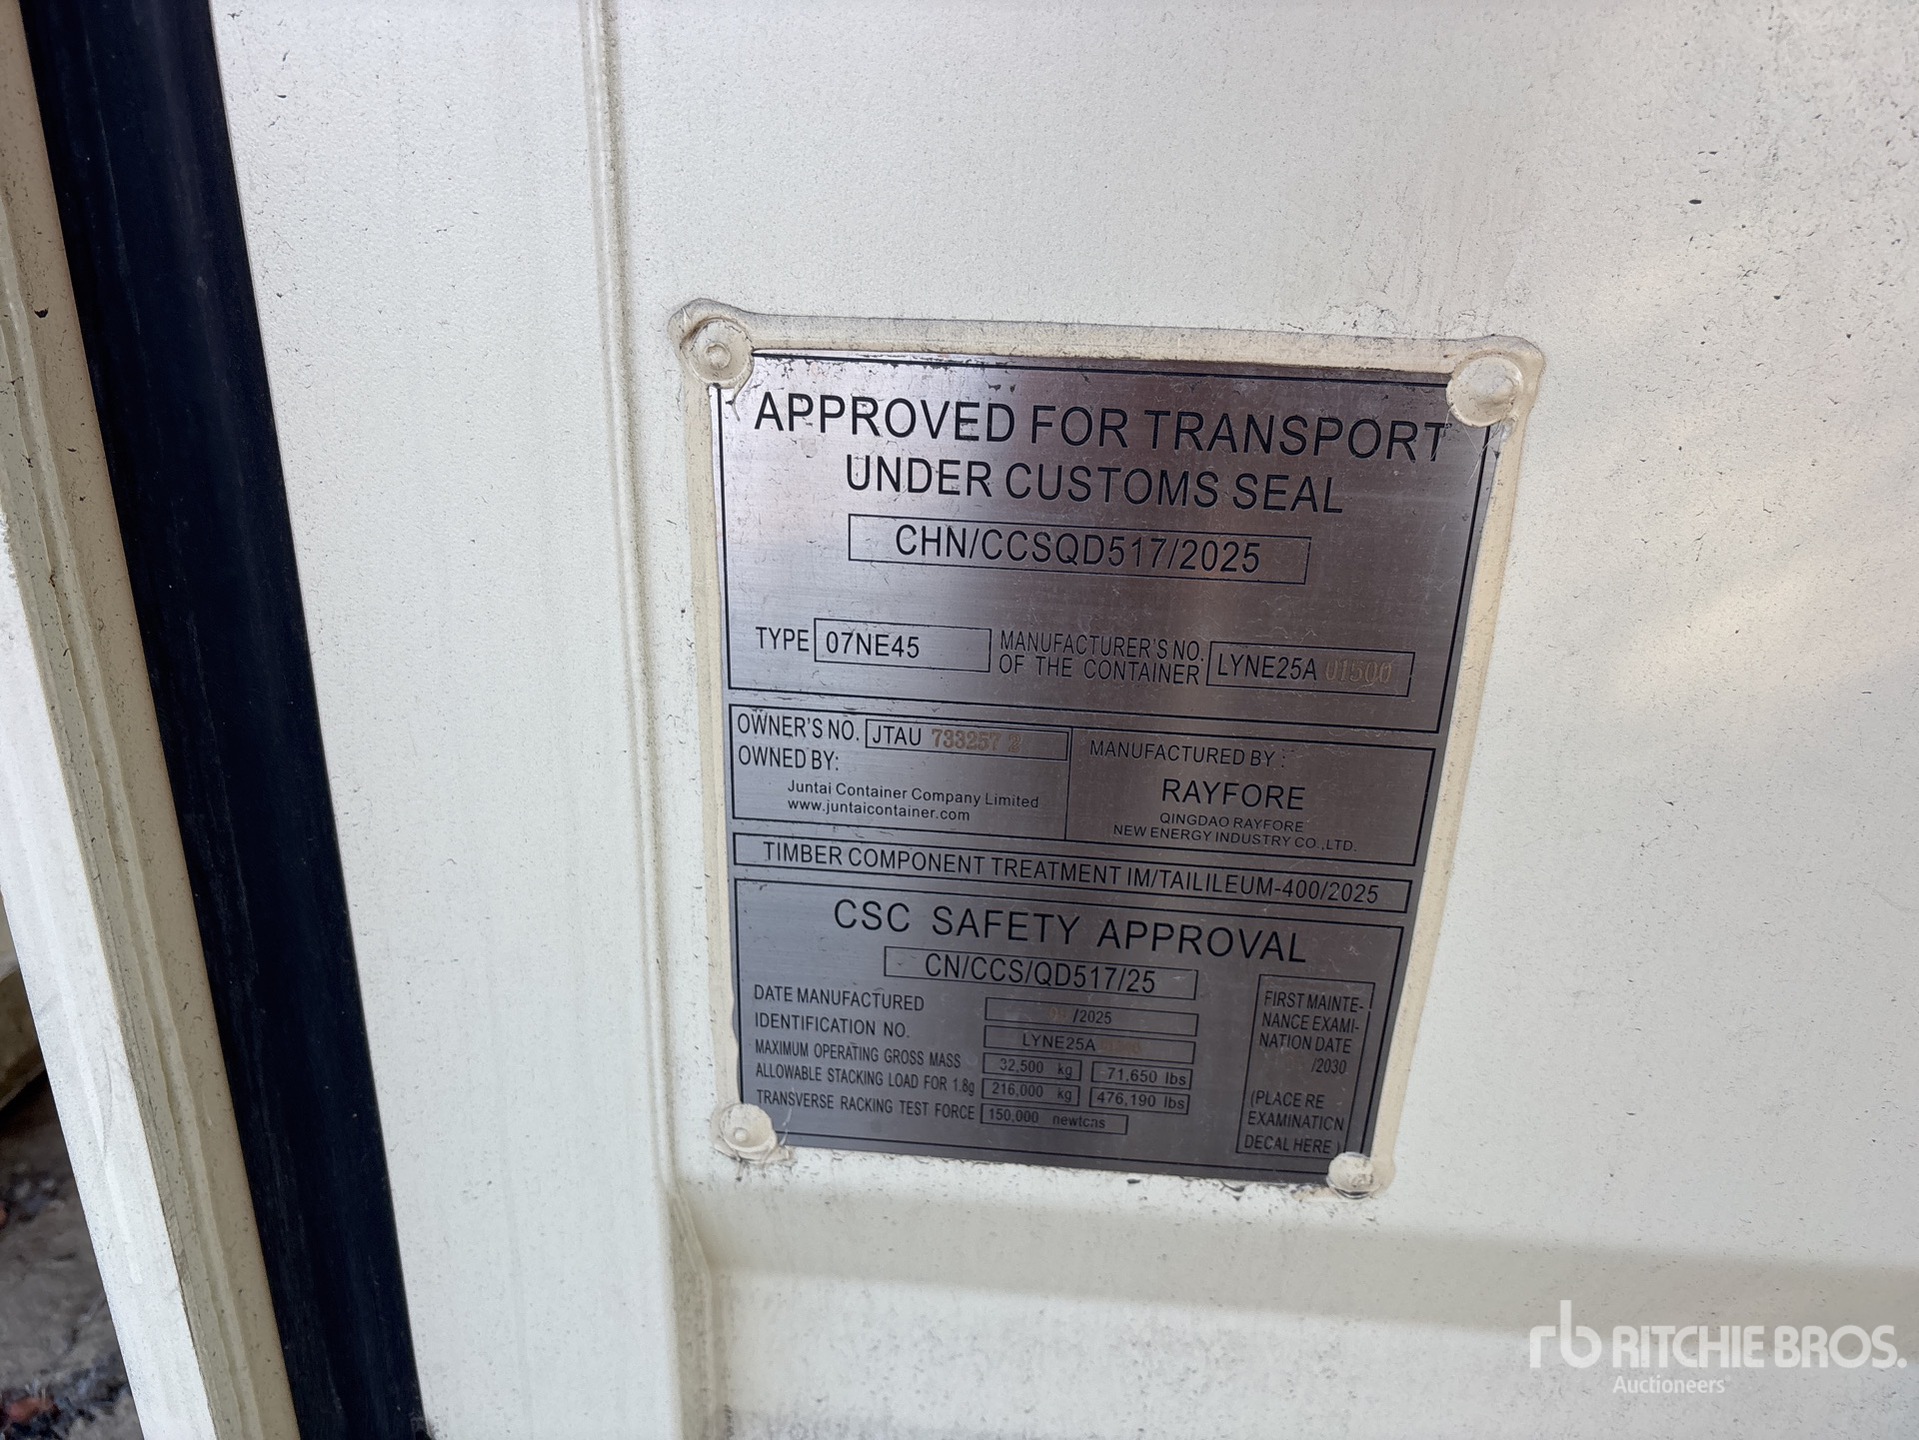 APPROVED FOR TRANSPORT
UNDER CUSTOMS SEAL
CHN/CCSQD517/2025
TYPE 07NE45
MANUFACTURER'S NO.
OF THE CONTAINER
LYNE25A 01500
OWNER'S NO. JTAU 733257 2
OWNED BY:
Juntai Container Company Limited
www.juntaicontainer.com
MANUFACTURED BY :
RAYFORE
QINGDAO RAYFORE
NEW ENERGY INDUSTRY CO.,LTD.
TIMBER COMPONENT TREATMENT IM/TAILILEUM-400/2025
CSC SAFETY APPROVAL
CN/CCS/QD517/25
DATE MANUFACTURED /2025
IDENTIFICATION NO. LYNE25A
MAXIMUM OPERATING GROSS MASS 32,500 kg 71,650 lbs
ALLOWABLE STACKING LOAD FOR 1.8g 216,000 kg 476,190 lbs
TRANSVERSE RACKING TEST FORCE 150,000 newtons
FIRST MAINTE-
NANCE EXAMI-
NATION DATE
/2030
(PLACE RE
EXAMINATION
DECAL HERE )
rb RITCHIE BROS.
Auctioneers